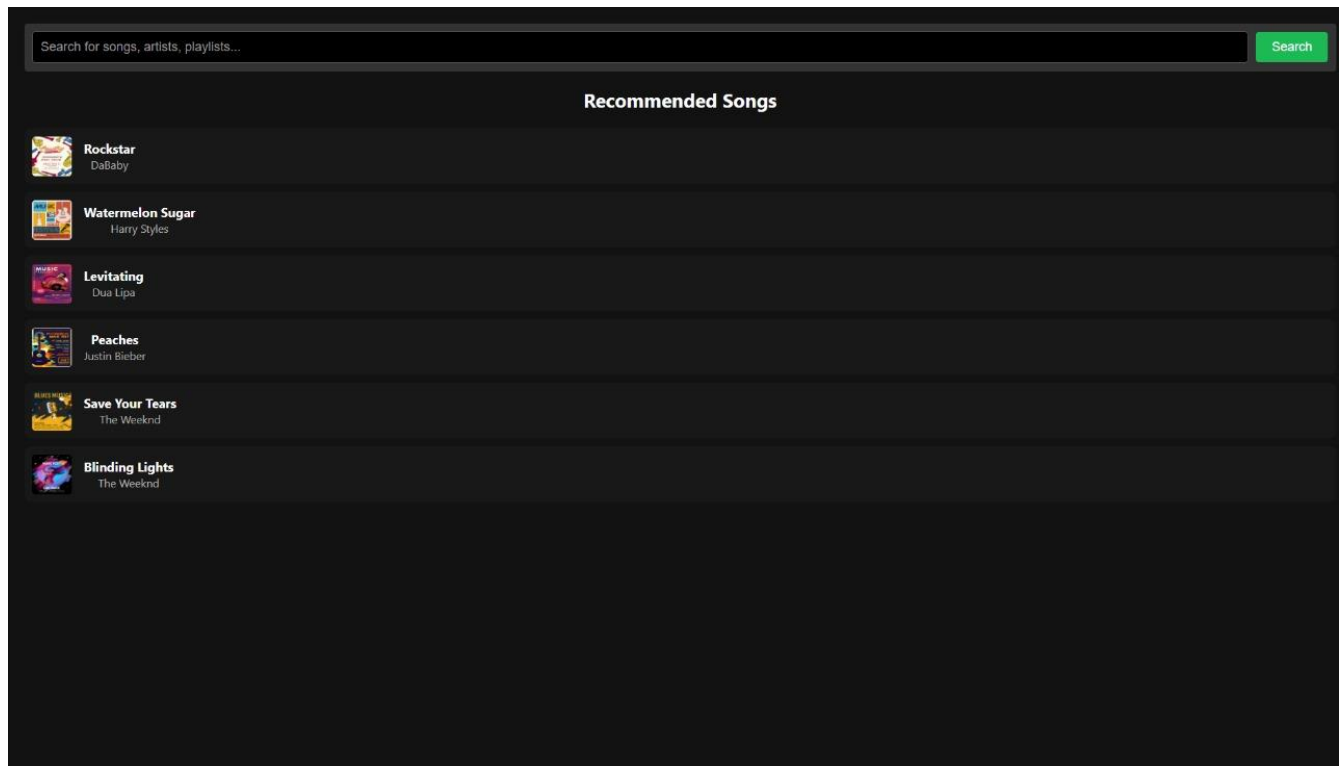 Search for songs, artists, playlists...
Search
Recommended Songs
Rockstar
DaBaby
Watermelon Sugar
Harry Styles
MUSIC
Levitating
Dua Lipa
Peaches
Justin Bieber
Save Your Tears
The Weeknd
Blinding Lights
The Weeknd